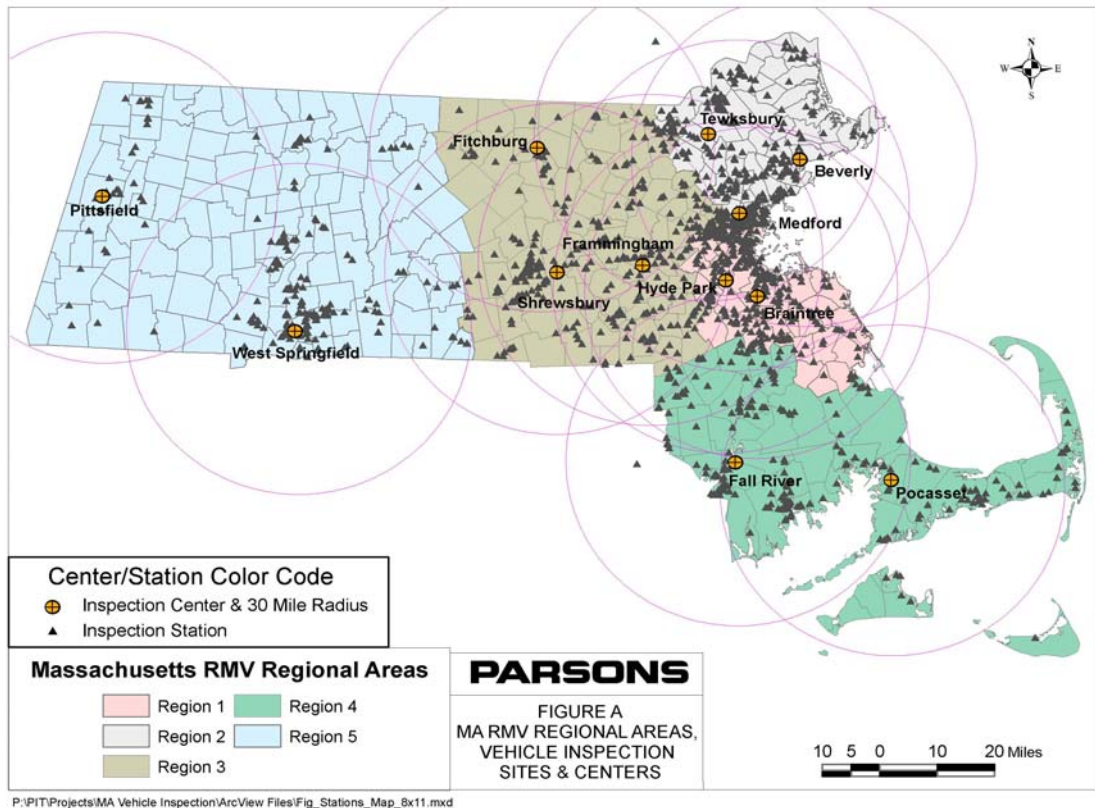 N
W E
S
Tewksbury
Fitchburg
Beverly
Pittsfield
Medford
Frammingham
Hyde Park
Shrewsbury
Braintree
West Springfield
Fall River
Pocasset
Center/Station Color Code
Inspection Center & 30 Mile Radius
Inspection Station
Massachusetts RMV Regional Areas
Region 1
Region 4
Region 2
Region 5
Region 3
PARSONS
FIGURE A
MA RMV REGIONAL AREAS,
VEHICLE INSPECTION
SITES & CENTERS
10 5 0 10 20 Miles
P:\PIT\Projects\MA Vehicle Inspection\ArcView Files\Fig_Stations_Map_8x11.mxd